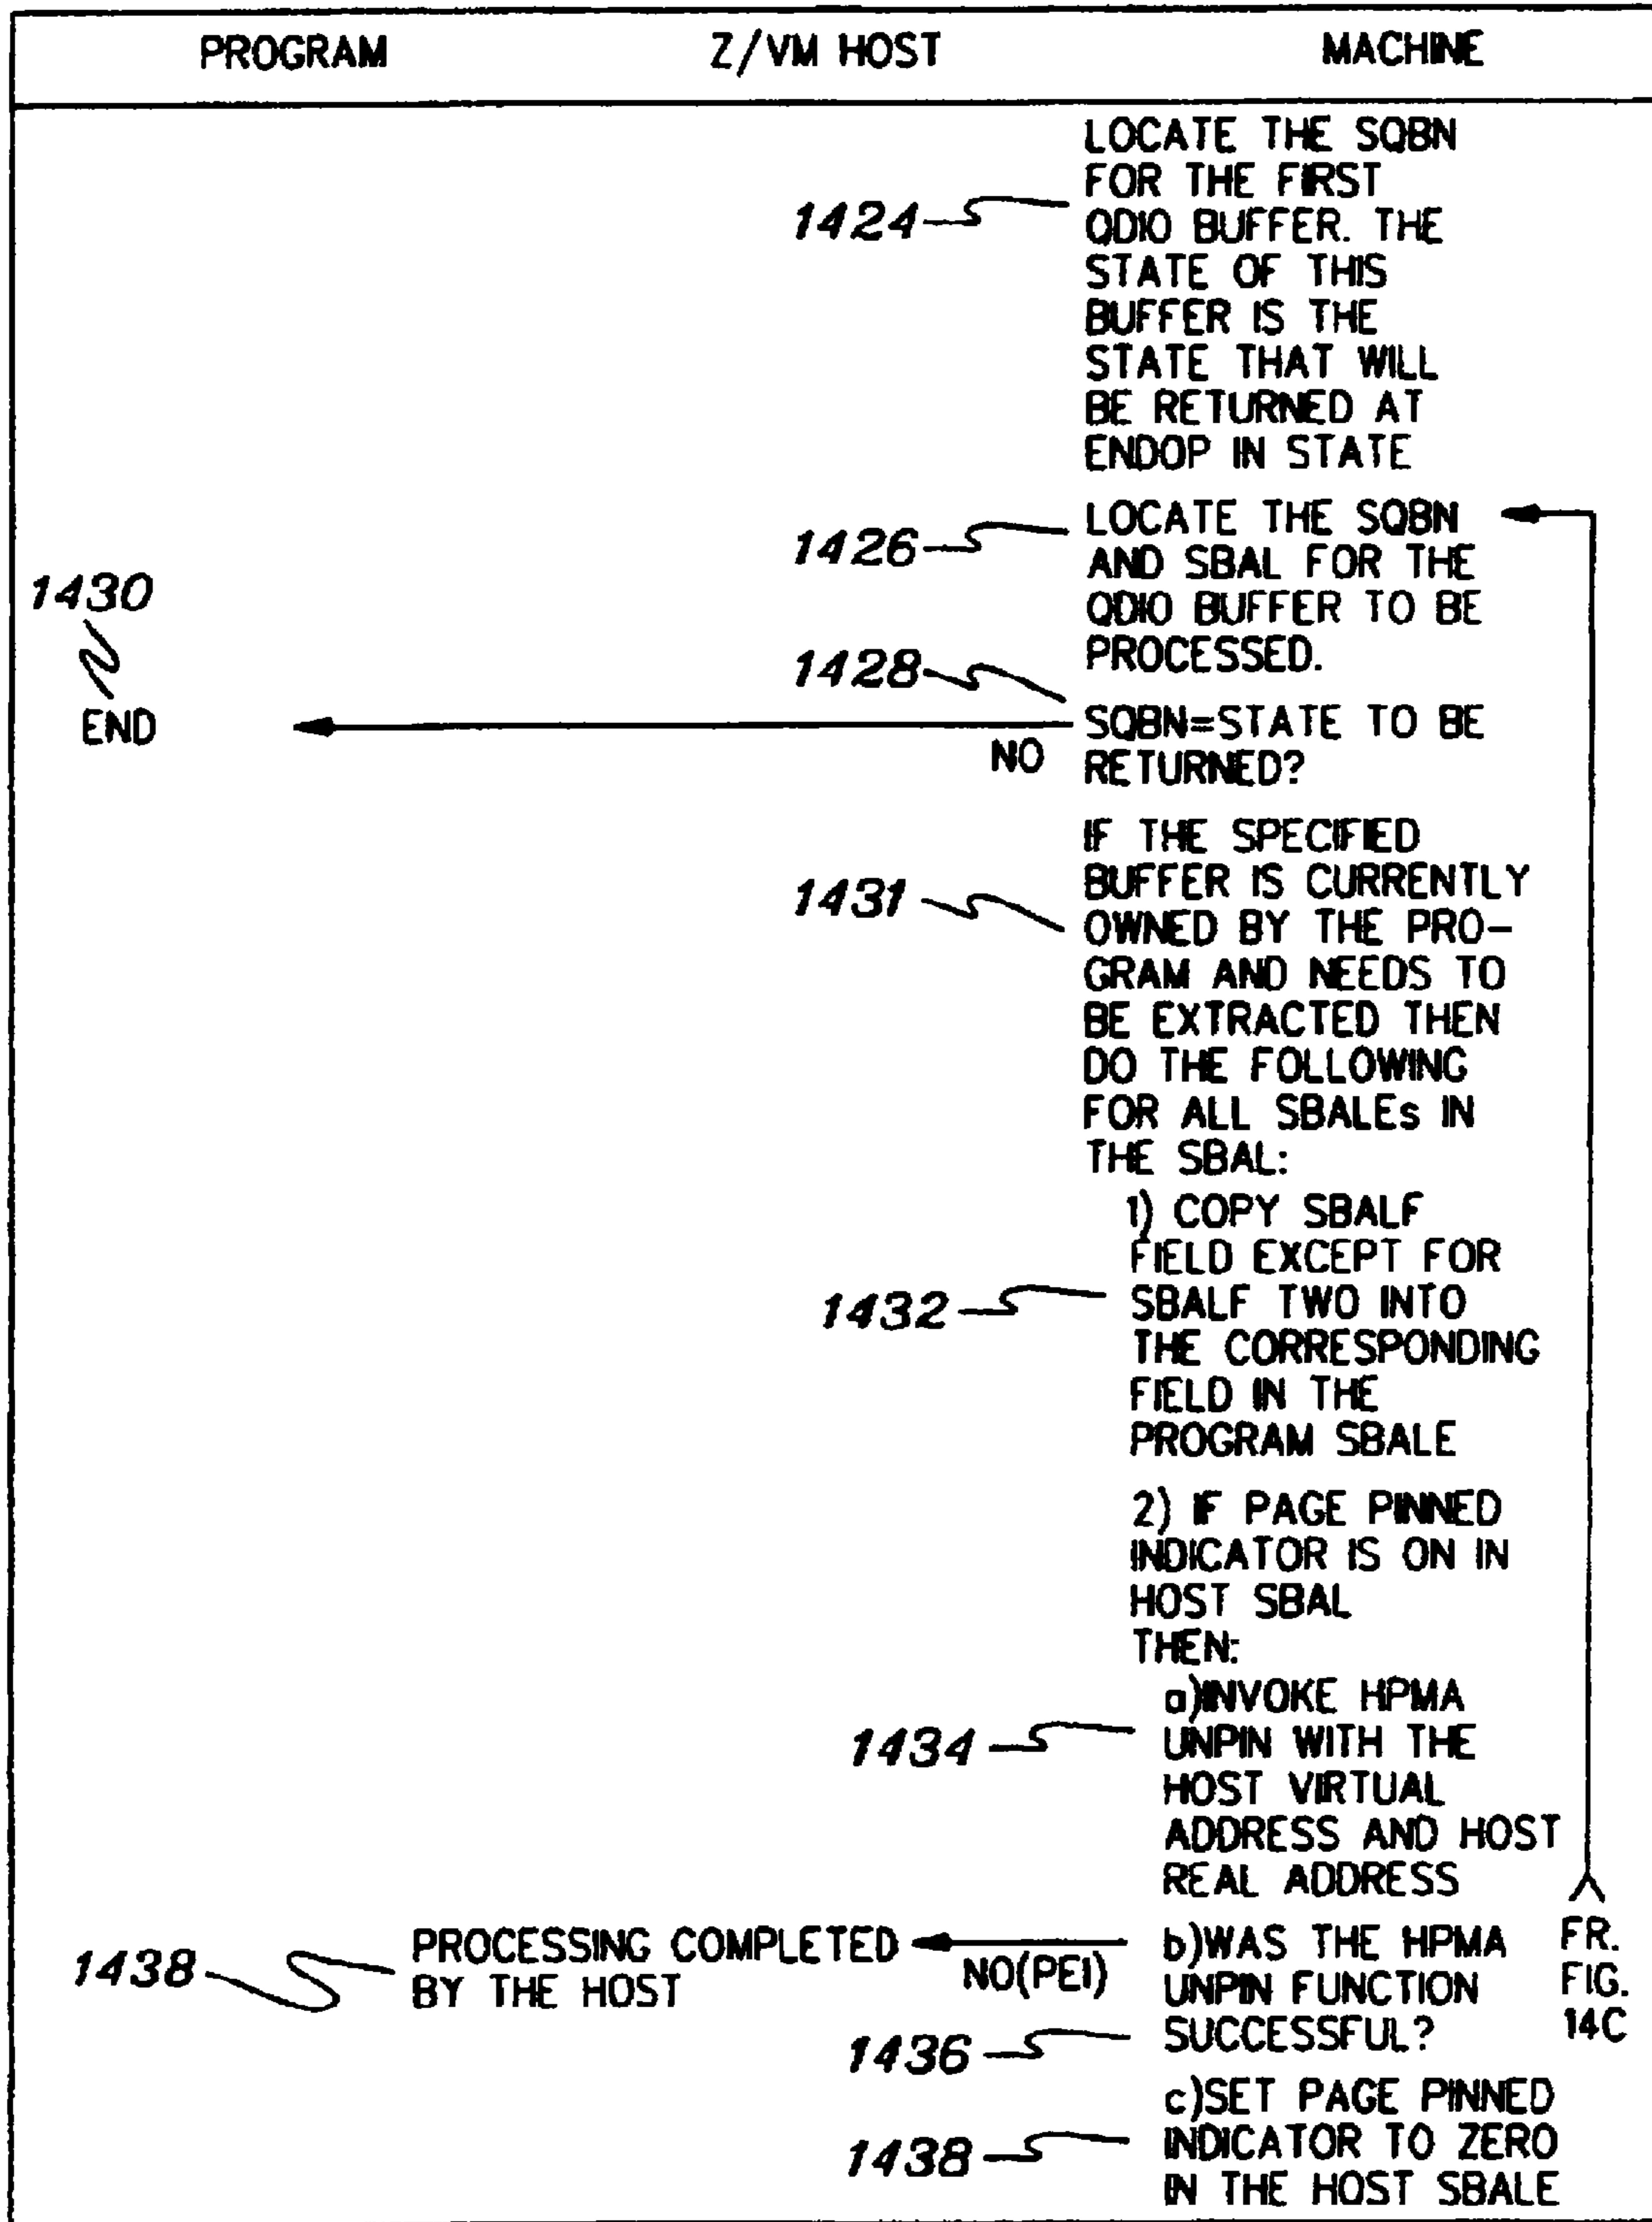 PROGRAM Z/VM HOST MACHINE
LOCATE THE SQBN
FOR THE FIRST
1424 QDIO BUFFER. THE
STATE OF THIS
BUFFER IS THE
STATE THAT WILL
BE RETURNED AT
ENDOP IN STATE
LOCATE THE SQBN
1426 AND SBAL FOR THE
1430 QDIO BUFFER TO BE
1428 PROCESSED.
END SQBN=STATE TO BE
NO RETURNED?
IF THE SPECIFIED
BUFFER IS CURRENTLY
1431 OWNED BY THE PRO-
GRAM AND NEEDS TO
BE EXTRACTED THEN
DO THE FOLLOWING
FOR ALL SBALEs IN
THE SBAL:
1) COPY SBALF
FIELD EXCEPT FOR
1432 SBALF TWO INTO
THE CORRESPONDING
FIELD IN THE
PROGRAM SBALE
2) IF PAGE PINNED
INDICATOR IS ON IN
HOST SBAL
THEN:
a)INVOKE HPMA
1434 UNPIN WITH THE
HOST VIRTUAL
ADDRESS AND HOST
REAL ADDRESS
1438 PROCESSING COMPLETED b)WAS THE HPMA FR.
BY THE HOST NO(PEI) UNPIN FUNCTION FIG.
1436 SUCCESSFUL? 14C
c)SET PAGE PINNED
1438 INDICATOR TO ZERO
IN THE HOST SBALE